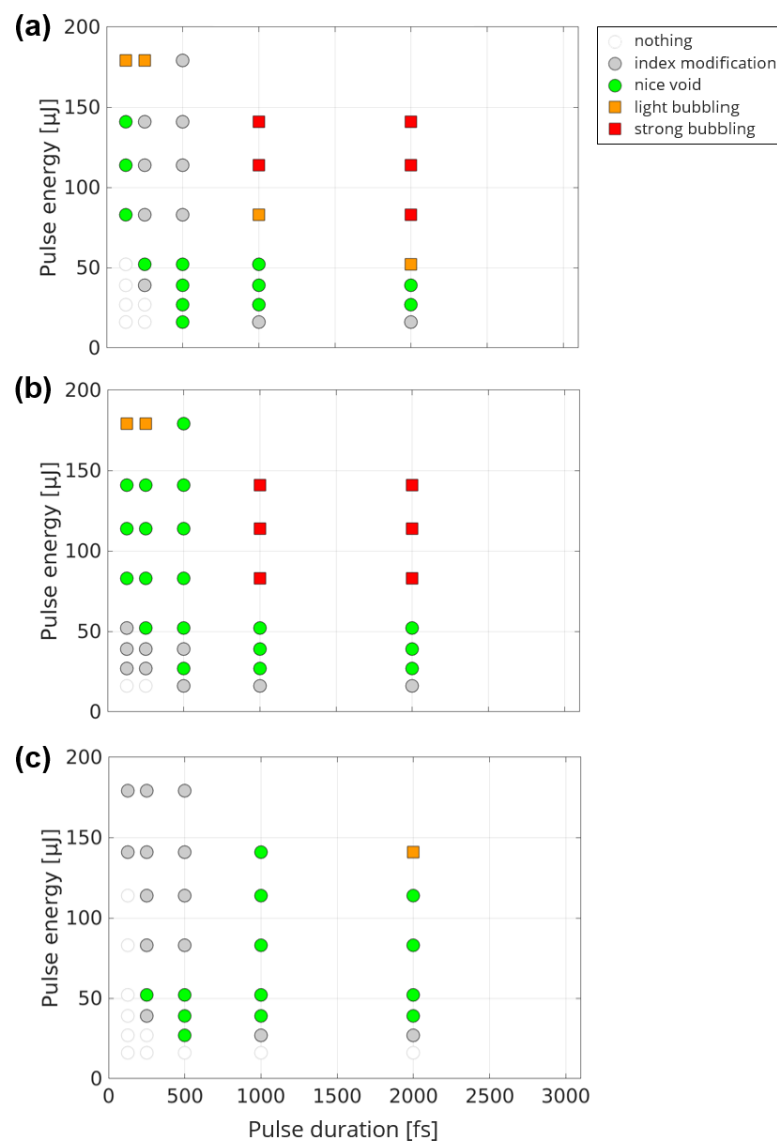 (a)
200
150
100
50
0
Pulse energy [µJ]
nothing
index modification
nice void
light bubbling
strong bubbling
(b)
200
150
100
50
0
Pulse energy [µJ]
(c)
200
150
100
50
0
Pulse energy [µJ]
0 500 1000 1500 2000 2500 3000
Pulse duration [fs]